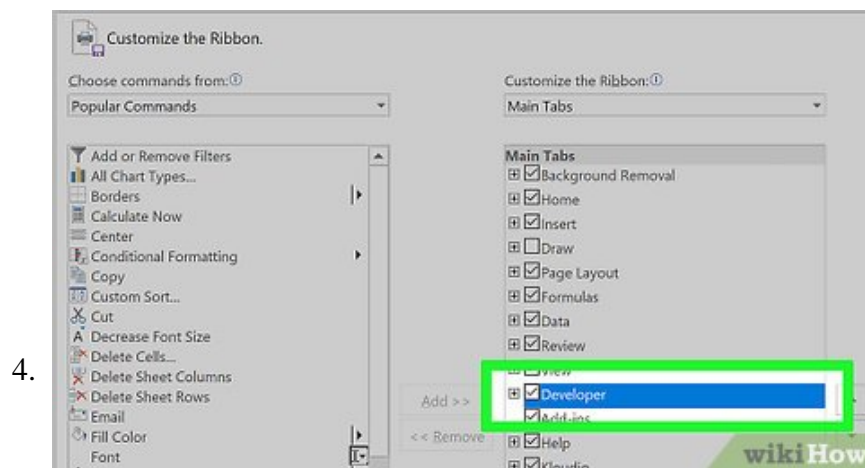 Customize the Ribbon.
Choose commands from:
Popular Commands
Add or Remove Filters
All Chart Types...
Borders
Calculate Now
Center
Conditional Formatting
Copy
Custom Sort...
Cut
Decrease Font Size
Delete Cells...
Delete Sheet Columns
Delete Sheet Rows
Email
Fill Color
Font
Add >>
<< Remove
Customize the Ribbon:
Main Tabs
Main Tabs
Background Removal
Home
Insert
Draw
Page Layout
Formulas
Data
Review
View
Developer
Add-ins
Help
Kloudio
4.
wikiHow